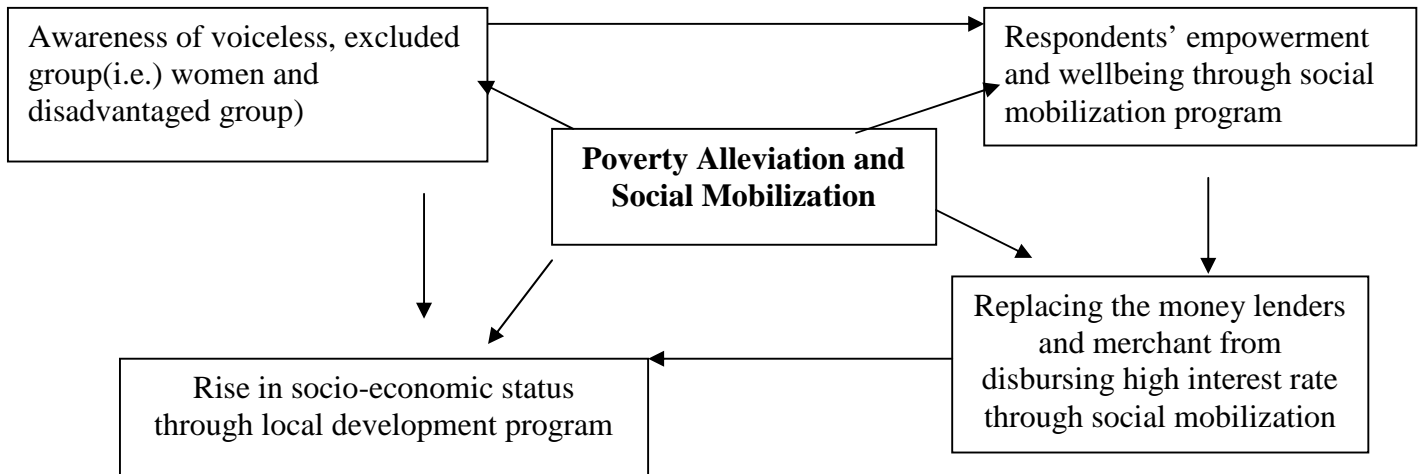 Awareness of voiceless, excluded
group(i.e.) women and
disadvantaged group)
Respondents’ empowerment
and wellbeing through social
mobilization program
Poverty Alleviation and
Social Mobilization
Replacing the money lenders
and merchant from
disbursing high interest rate
through social mobilization
Rise in socio-economic status
through local development program